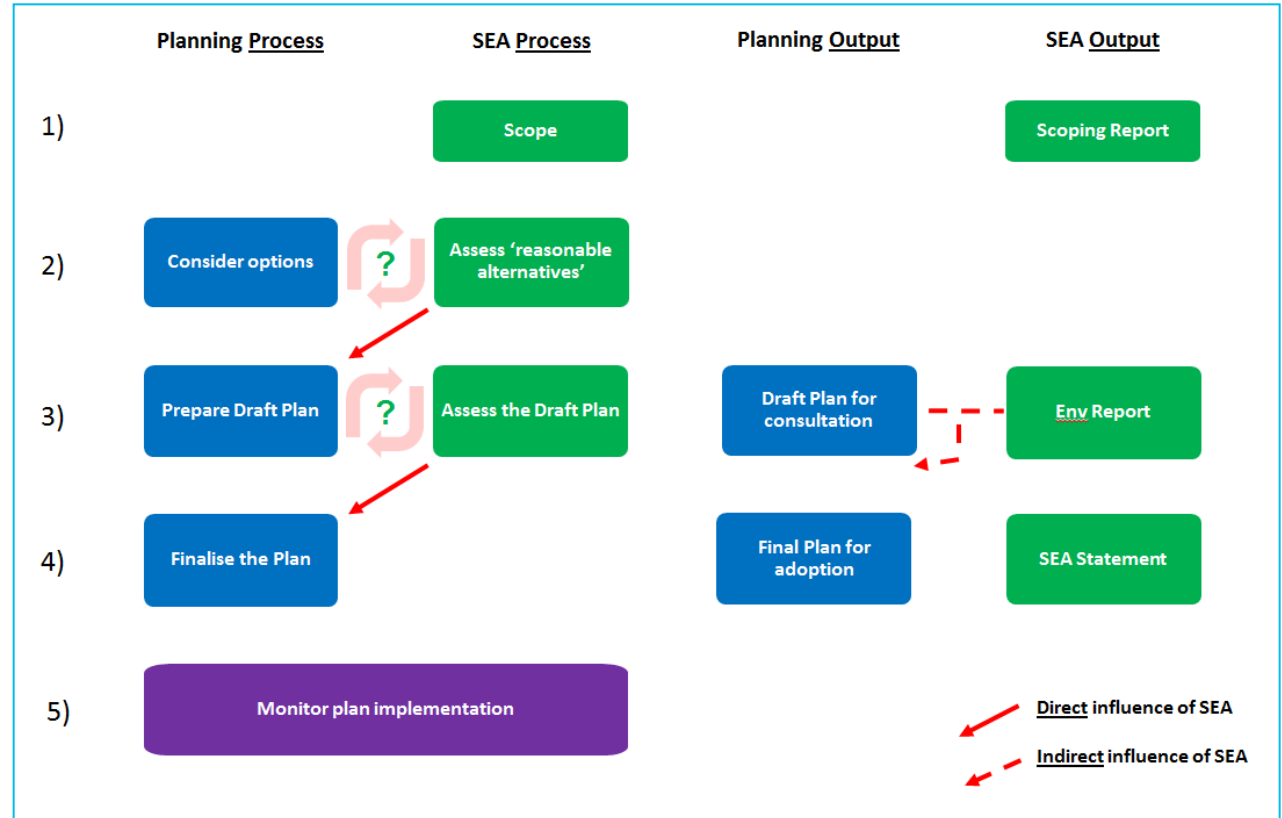 Planning Process
SEA Process
Planning Output
SEA Output
1)
Scope
Scoping Report
2)
Consider options
?
Assess ‘reasonable
alternatives’
3)
Prepare Draft Plan
?
Assess the Draft Plan
Draft Plan for
consultation
Env Report
4)
Finalise the Plan
Final Plan for
adoption
SEA Statement
5)
Monitor plan implementation
Direct influence of SEA
Indirect influence of SEA